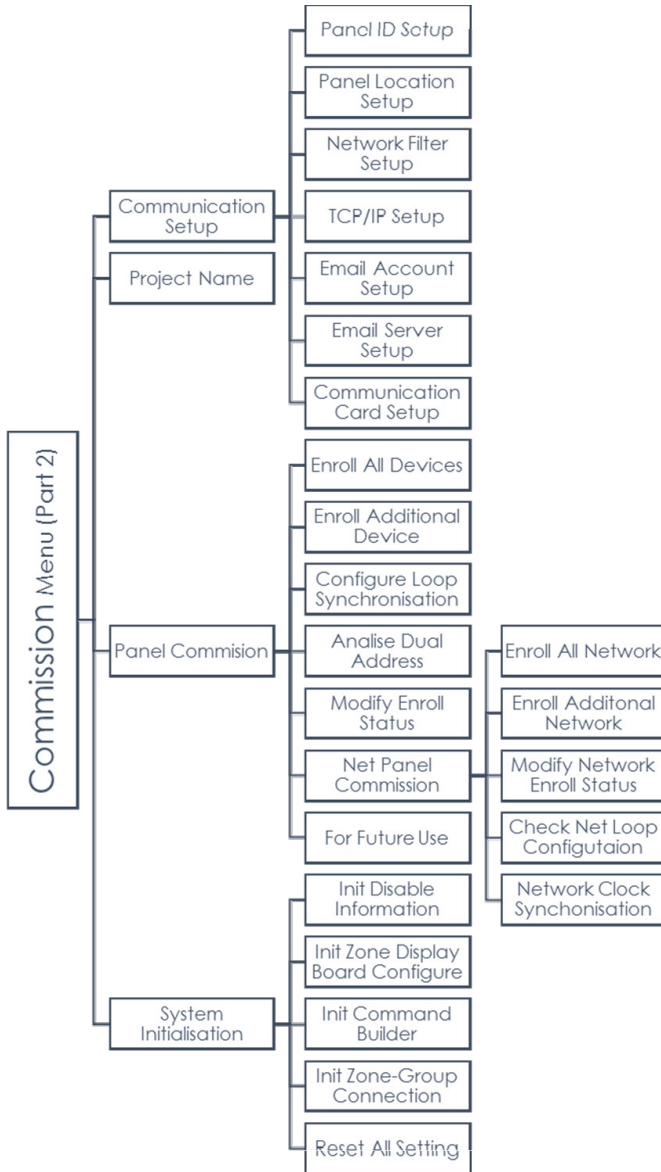 Commission Menu (Part 2)
Communication
Setup
Panel ID Setup
Panel Location
Setup
Network Filter
Setup
TCP/IP Setup
Email Account
Setup
Email Server
Setup
Communication
Card Setup
Project Name
Panel Commision
Enroll All Devices
Enroll Additional
Device
Configure Loop
Synchronisation
Analise Dual
Address
Modify Enroll
Status
Net Panel
Commission
Enroll All Network
Enroll Additonal
Network
Modify Network
Enroll Status
Check Net Loop
Configutaion
Network Clock
Synchonisation
For Future Use
System
Initialisation
Init Disable
Information
Init Zone Display
Board Configure
Init Command
Builder
Init Zone-Group
Connection
Reset All Setting